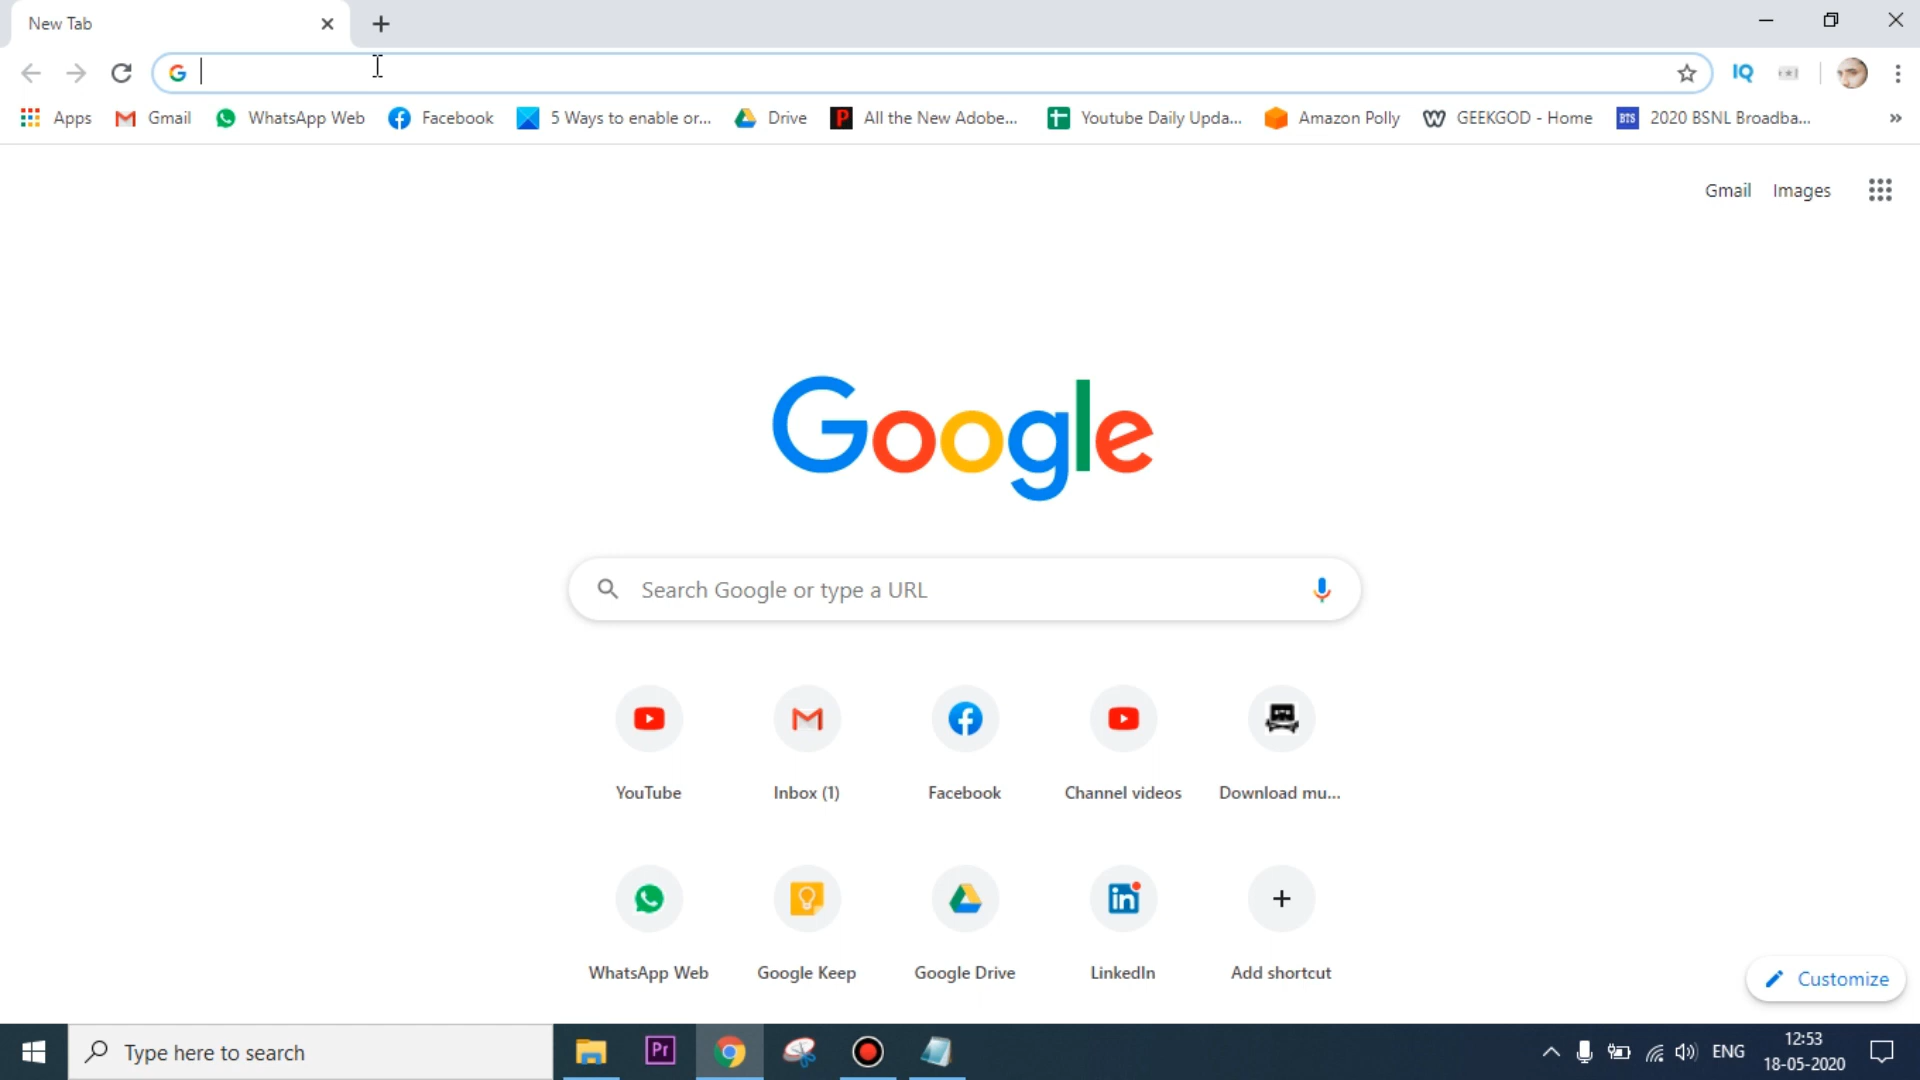 New Tab
Apps Gmail WhatsApp Web Facebook 5 Ways to enable or... Drive All the New Adobe... Youtube Daily Upda... Amazon Polly GEEKGOD - Home BTS 2020 BSNL Broadba... »
IQ
Gmail Images
Google
Search Google or type a URL
YouTube Inbox (1) Facebook Channel videos Download mu...
WhatsApp Web Google Keep Google Drive LinkedIn Add shortcut
Customize
Type here to search
Pr
ENG
12:53
18-05-2020